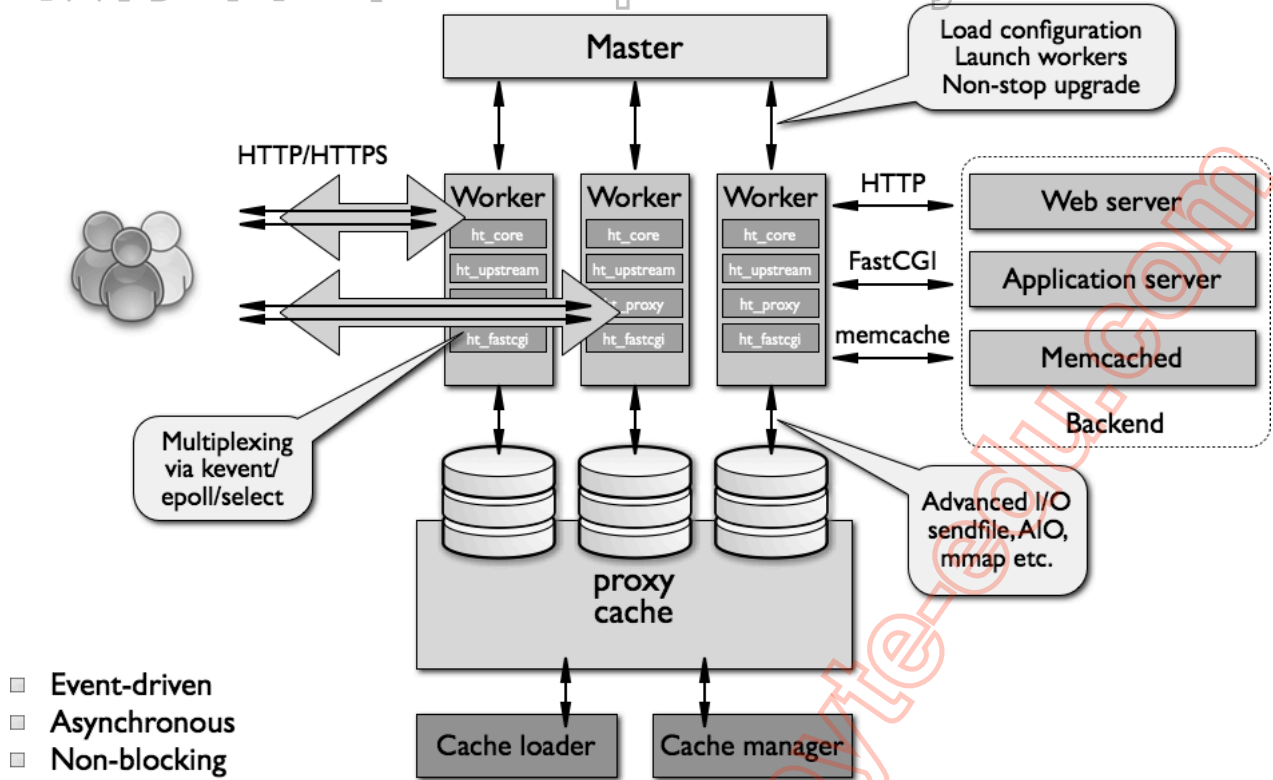 Master
Load configuration
Launch workers
Non-stop upgrade
HTTP/HTTPS
Worker
ht_core
ht_upstream
ht_fastcgi
Worker
ht_core
ht_upstream
ht_proxy
ht_fastcgi
Worker
ht_core
ht_upstream
ht_proxy
ht_fastcgi
HTTP
FastCGI
memcache
Web server
Application server
Memcached
Backend
Multiplexing
via kevent/
epoll/select
Advanced I/O
sendfile, AIO,
mmap etc.
proxy
cache
Event-driven
Asynchronous
Non-blocking
Cache loader
Cache manager